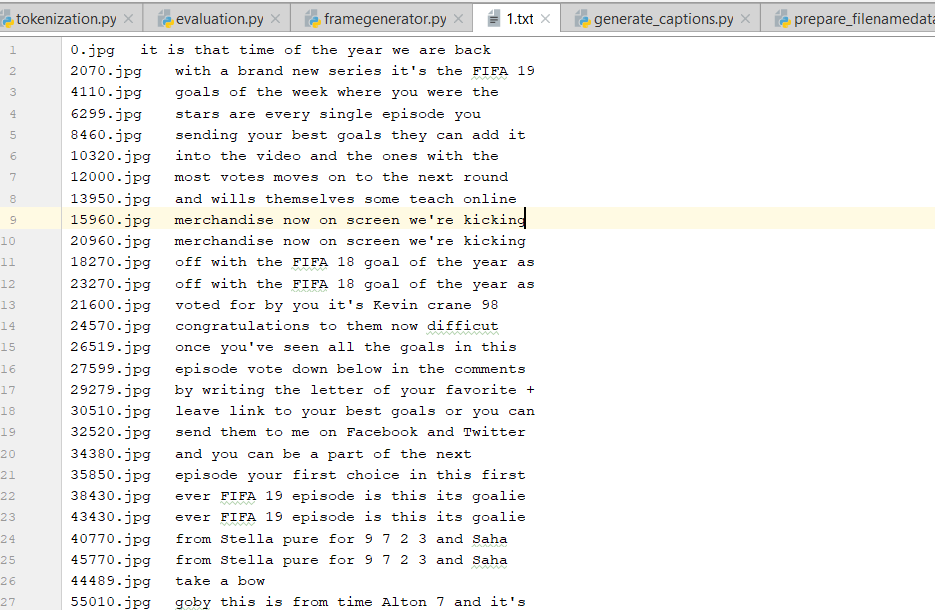 tokenization.py evaluation.py framegenerator.py 1.txt generate_captions.py prepare_filenamedata
1 0.jpg it is that time of the year we are back
2 2070.jpg with a brand new series it's the FIFA 19
3 4110.jpg goals of the week where you were the
4 6299.jpg stars are every single episode you
5 8460.jpg sending your best goals they can add it
6 10320.jpg into the video and the ones with the
7 12000.jpg most votes moves on to the next round
8 13950.jpg and wills themselves some teach online
9 15960.jpg merchandise now on screen we're kicking
10 20960.jpg merchandise now on screen we're kicking
11 18270.jpg off with the FIFA 18 goal of the year as
12 23270.jpg off with the FIFA 18 goal of the year as
13 21600.jpg voted for by you it's Kevin crane 98
14 24570.jpg congratulations to them now difficut
15 26519.jpg once you've seen all the goals in this
16 27599.jpg episode vote down below in the comments
17 29279.jpg by writing the letter of your favorite +
18 30510.jpg leave link to your best goals or you can
19 32520.jpg send them to me on Facebook and Twitter
20 34380.jpg and you can be a part of the next
21 35850.jpg episode your first choice in this first
22 38430.jpg ever FIFA 19 episode is this its goalie
23 43430.jpg ever FIFA 19 episode is this its goalie
24 40770.jpg from Stella pure for 9 7 2 3 and Saha
25 45770.jpg from Stella pure for 9 7 2 3 and Saha
26 44489.jpg take a bow
27 55010.jpg goby this is from time Alton 7 and it's